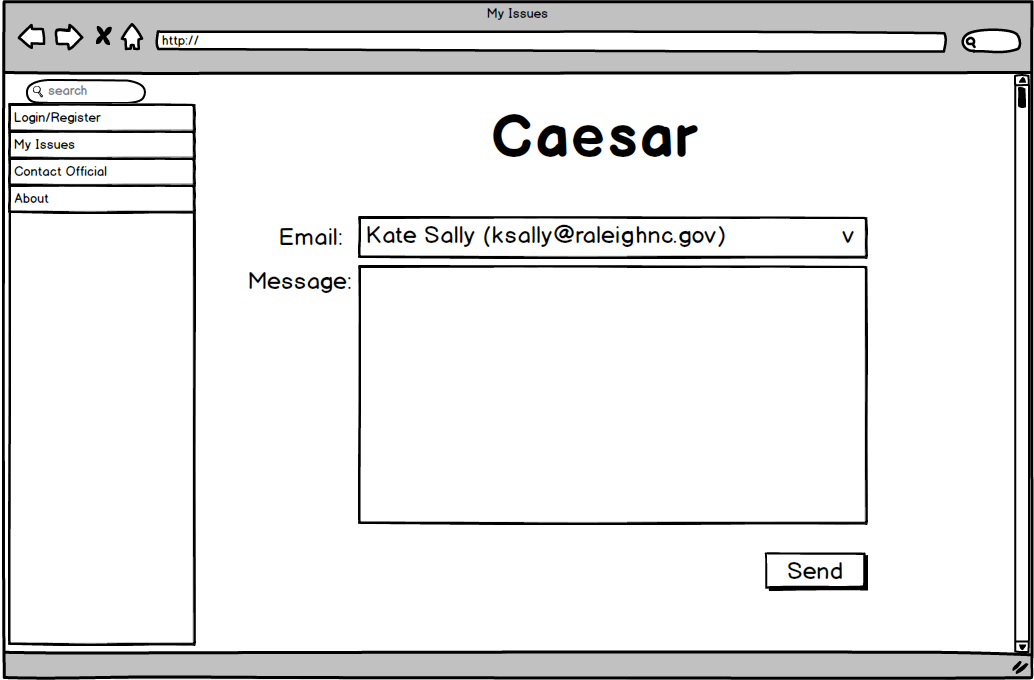 My Issues
http://
search
Login/Register
My Issues
Contact Official
About
Caesar
Email: Kate Sally (ksally@raleighnc.gov) v
Message:
Send